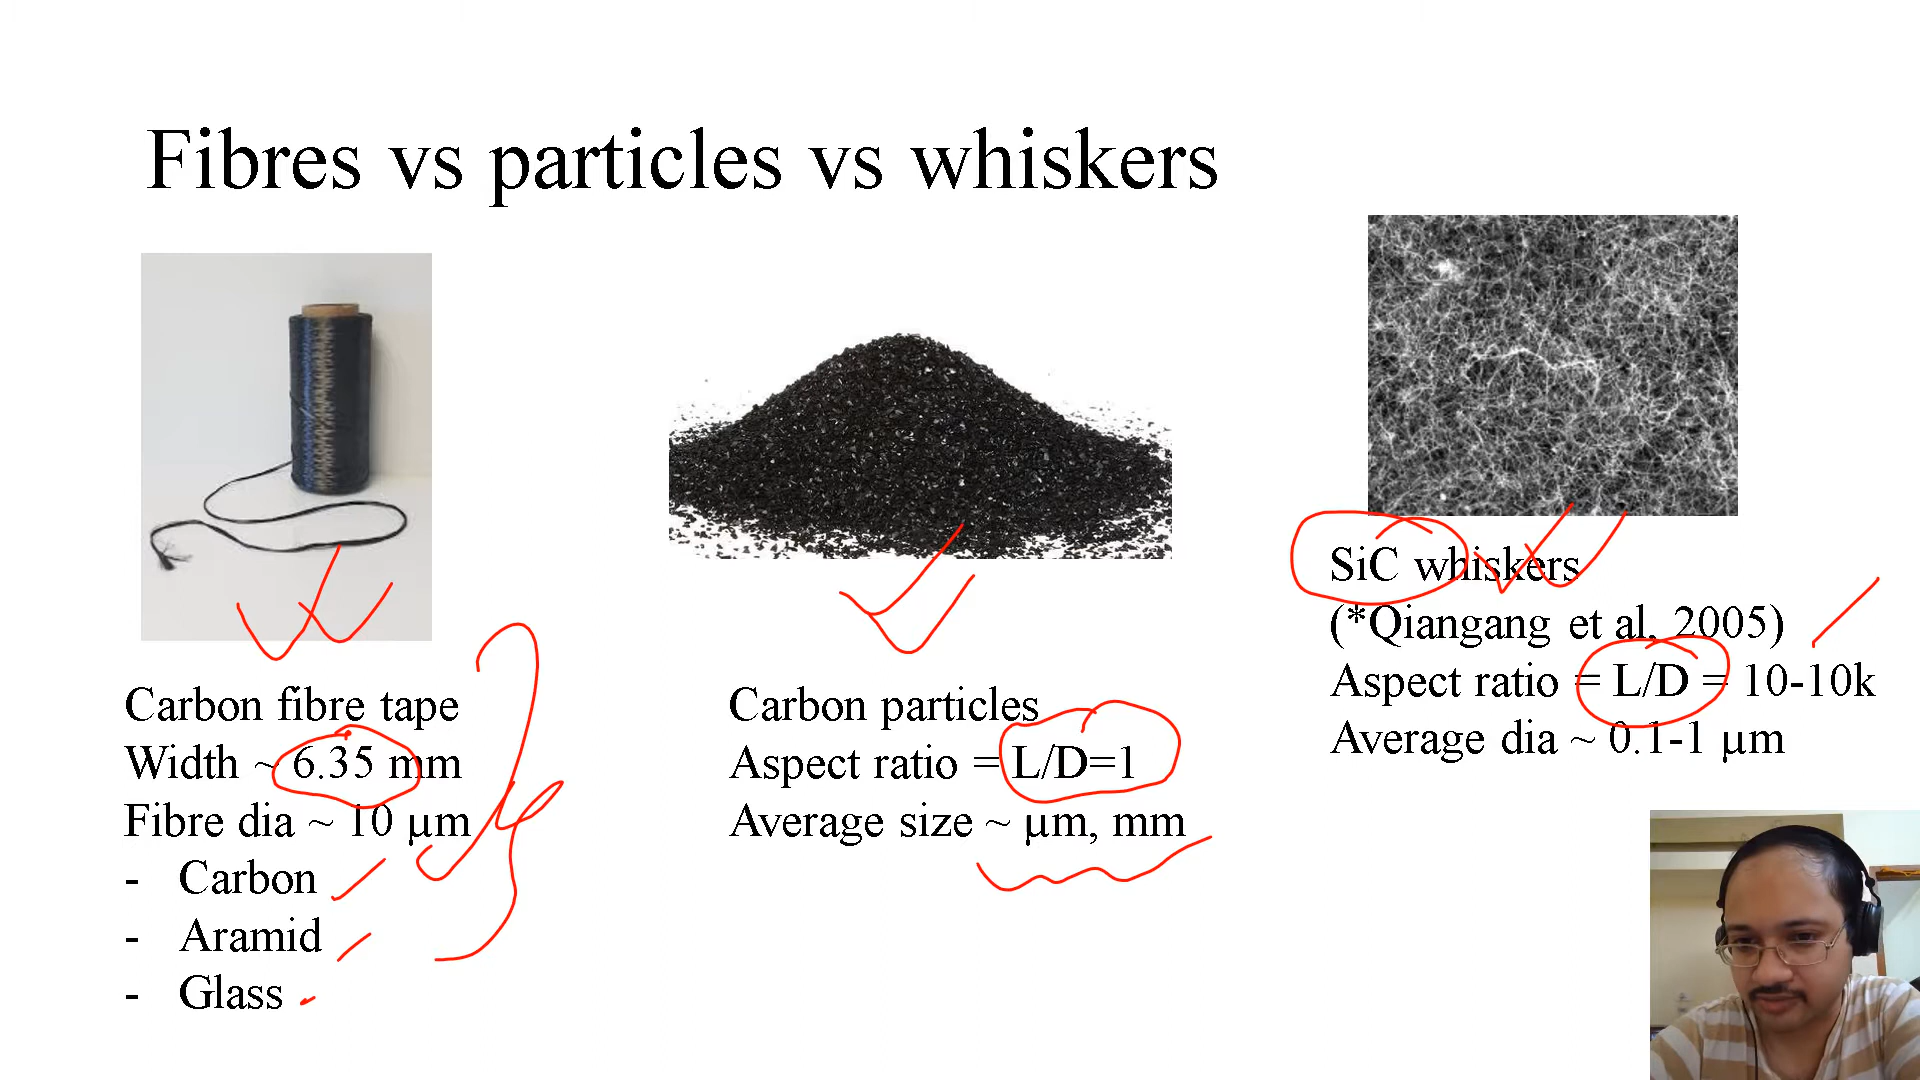 Fibres vs particles vs whiskers
Carbon fibre tape
Width ~ 6.35 mm
Fibre dia ~ 10 µm
- Carbon
- Aramid
- Glass
Carbon particles
Aspect ratio = L/D=1
Average size ~ µm, mm
SiC whiskers
(*Qiangang et al, 2005)
Aspect ratio = L/D = 10-10k
Average dia ~ 0.1-1 µm